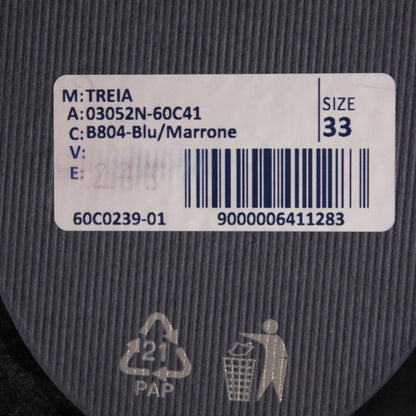 M: TREIA
A: 03052N-60C41
C: B804-Blu/Marrone
V:
E:
SIZE
33
60C0239-01
9000006411283
21
PAP